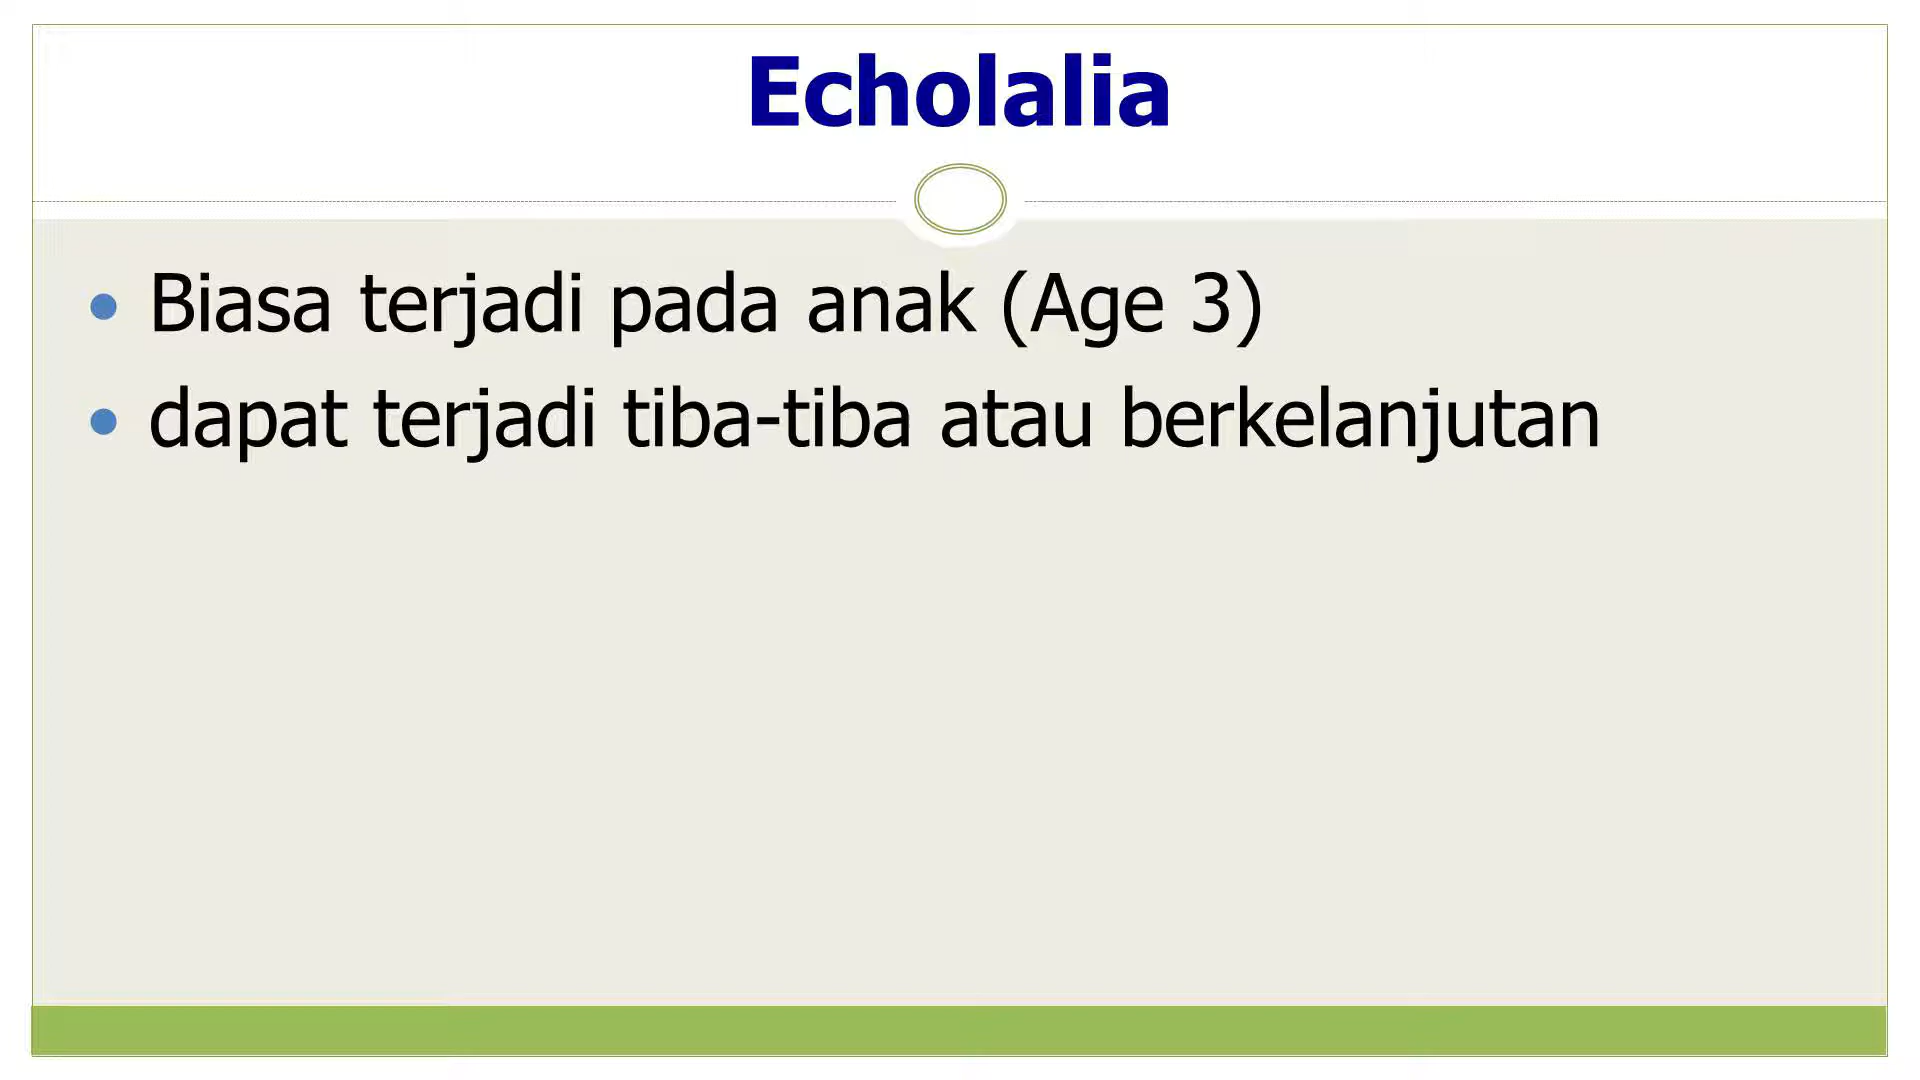 Echolalia
• Biasa terjadi pada anak (Age 3)
• dapat terjadi tiba-tiba atau berkelanjutan